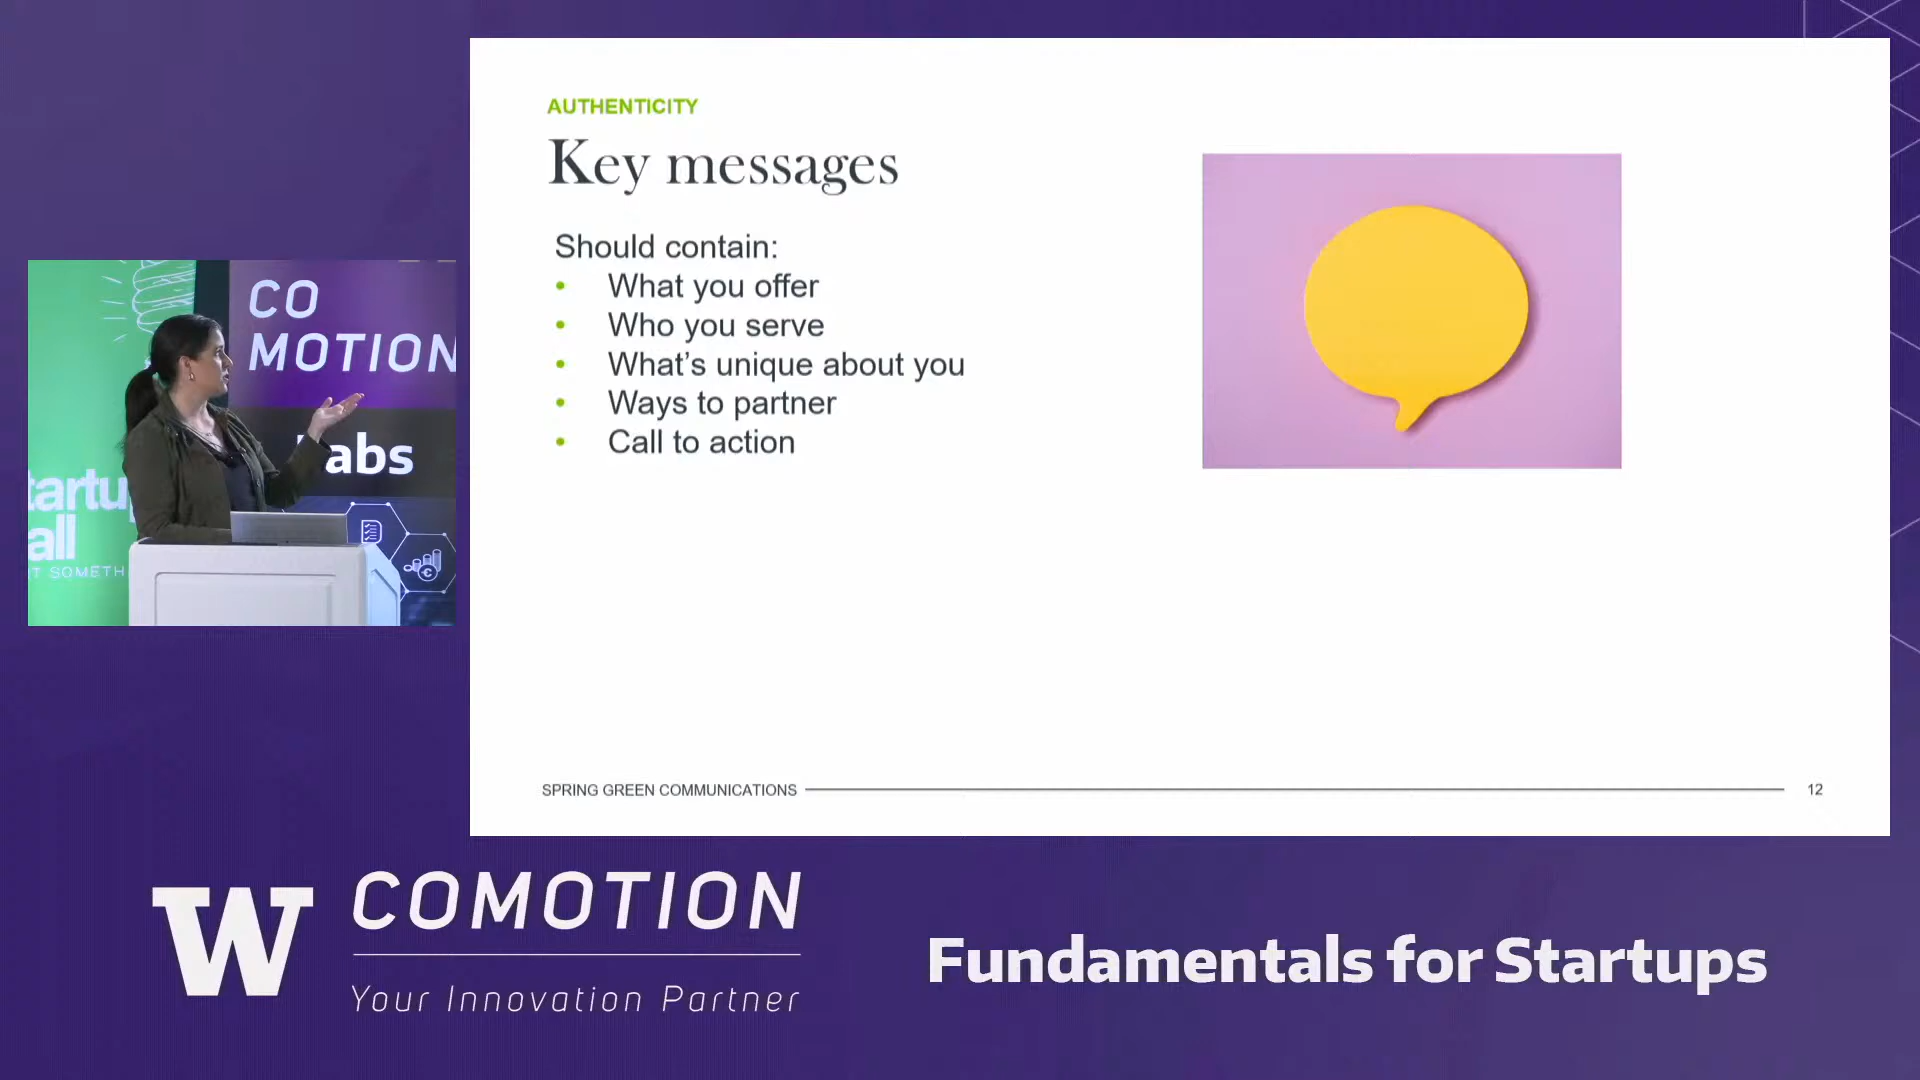 AUTHENTICITY
Key messages
Should contain:
• What you offer
• Who you serve
• What’s unique about you
• Ways to partner
• Call to action
SPRING GREEN COMMUNICATIONS
12
CO
MOTION
abs
tartu
all
T SOMETH
W
COMOTION
Your Innovation Partner
Fundamentals for Startups